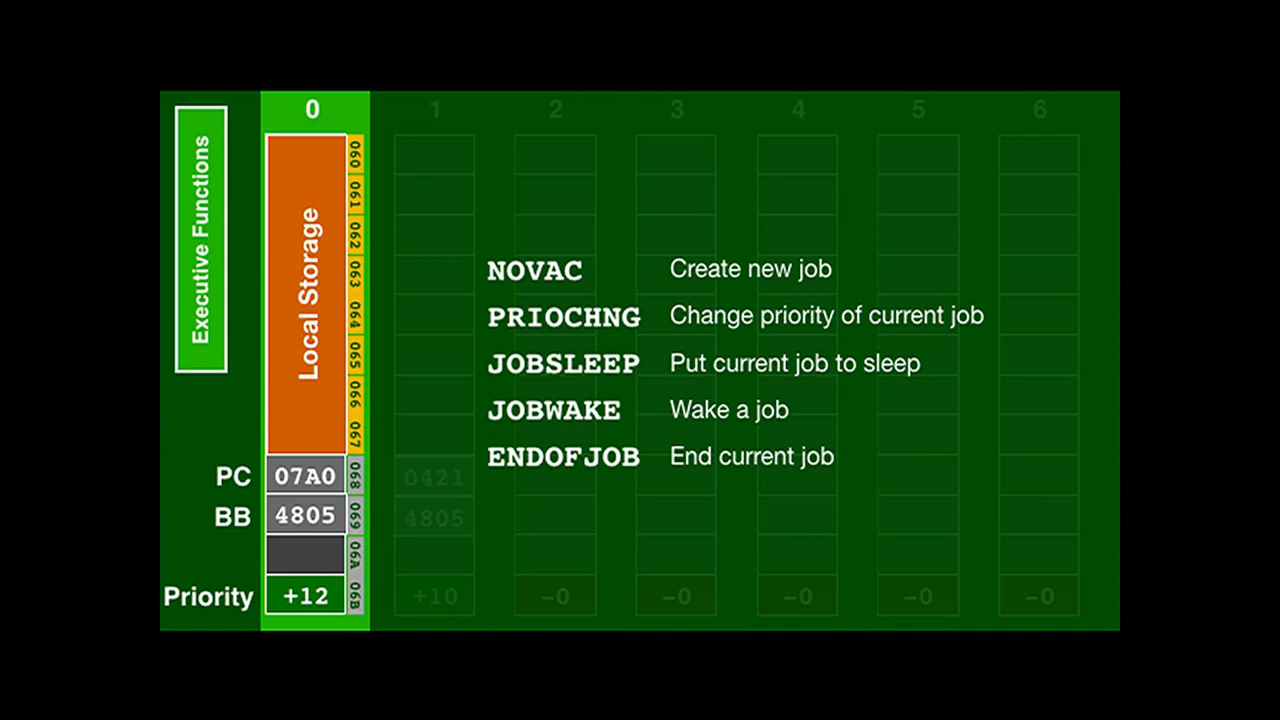 0 1 2 3 4 5 6
Executive Functions
Local Storage
060
061
062
063
064
065
066
067
NOVAC Create new job
PRIOCHNG Change priority of current job
JOBSLEEP Put current job to sleep
JOBWAKE Wake a job
ENDOFJOB End current job
PC 07A0 068 0421
BB 4805 069 4805
06A
Priority +12 06B +10 -0 -0 -0 -0 -0